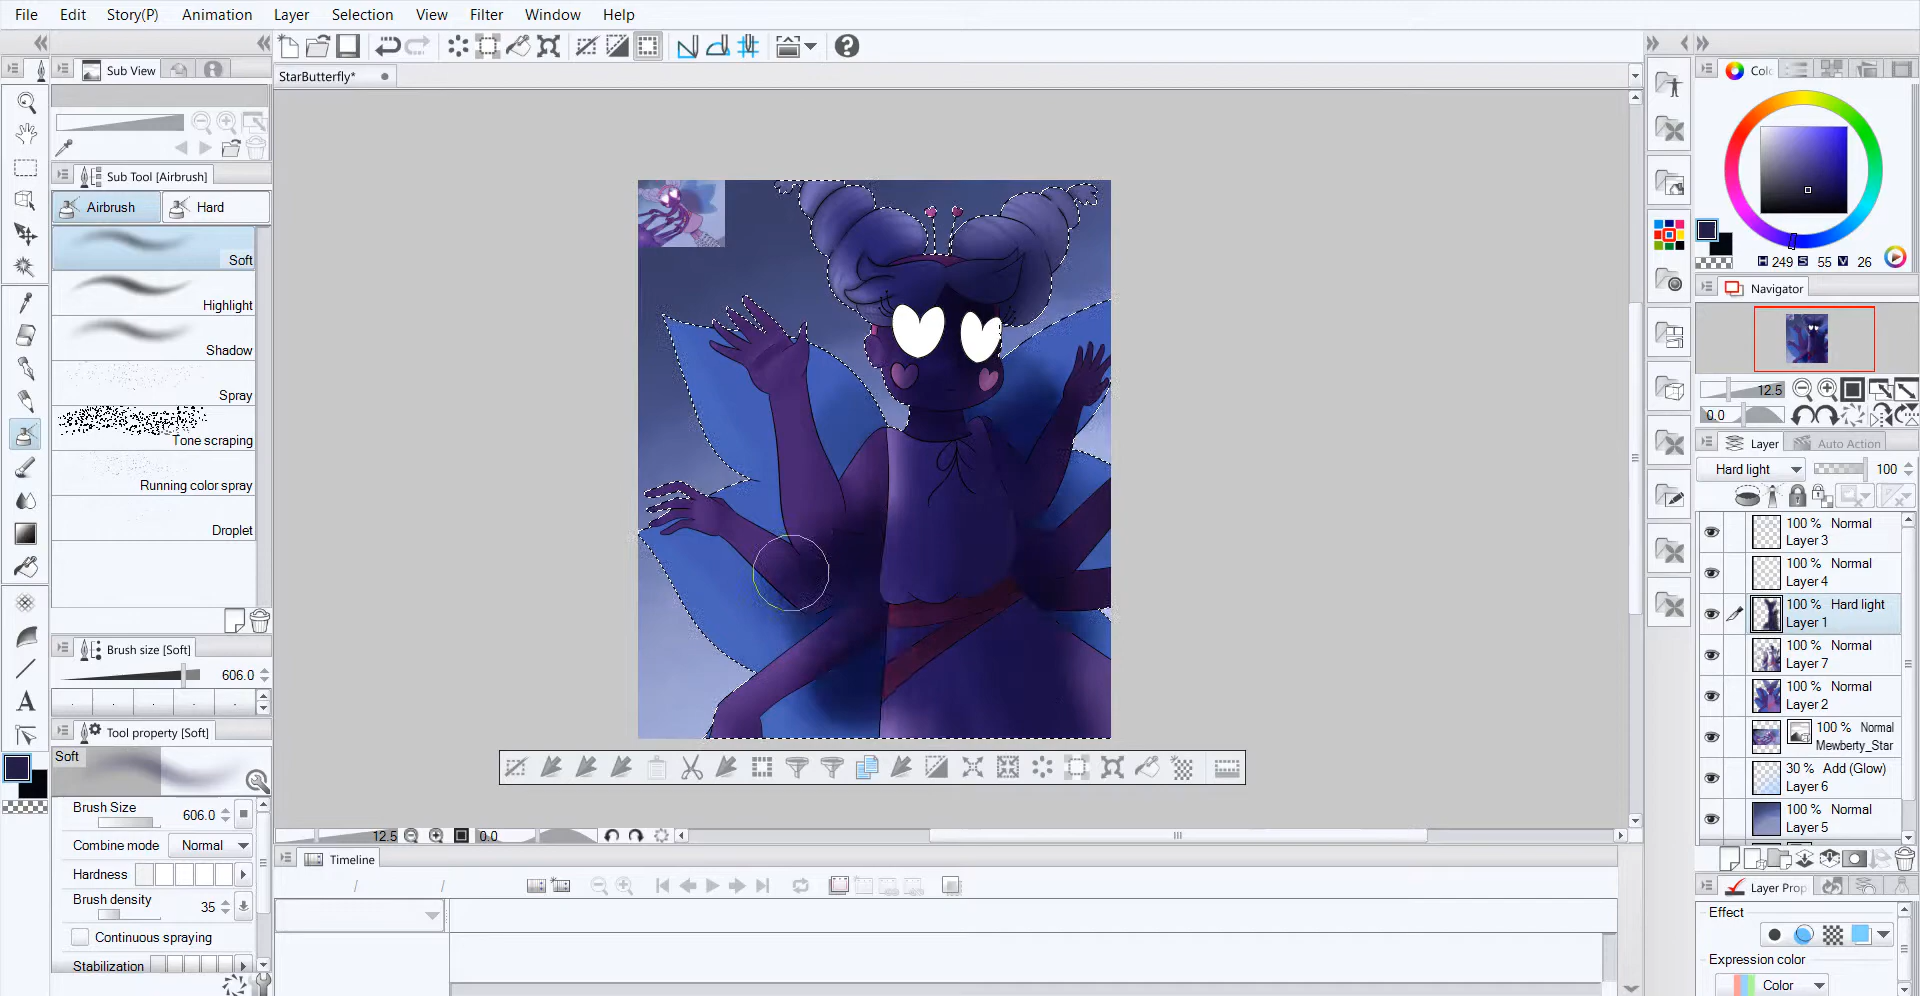 File Edit Story(P) Animation Layer Selection View Filter Window Help
Sub View
StarButterfly*
Sub Tool [Airbrush]
Airbrush Hard
Soft
Highlight
Shadow
Spray
Tone scraping
Running color spray
Droplet
Brush size [Soft]
606.0
Tool property [Soft]
Soft
Brush Size 606.0
Combine mode Normal
Hardness
Brush density 35
Continuous spraying
Stabilization
12.5 0.0
Timeline
/ /
Colo
H 249 S 55 V 26
Navigator
12.5
0.0
Layer Auto Action
Hard light 100
100 % Normal
Layer 3
100 % Normal
Layer 4
100 % Hard light
Layer 1
100 % Normal
Layer 7
100 % Normal
Layer 2
100 % Normal
Mewberty_Star
30 % Add (Glow)
Layer 6
100 % Normal
Layer 5
Layer Prop
Effect
Expression color
Color